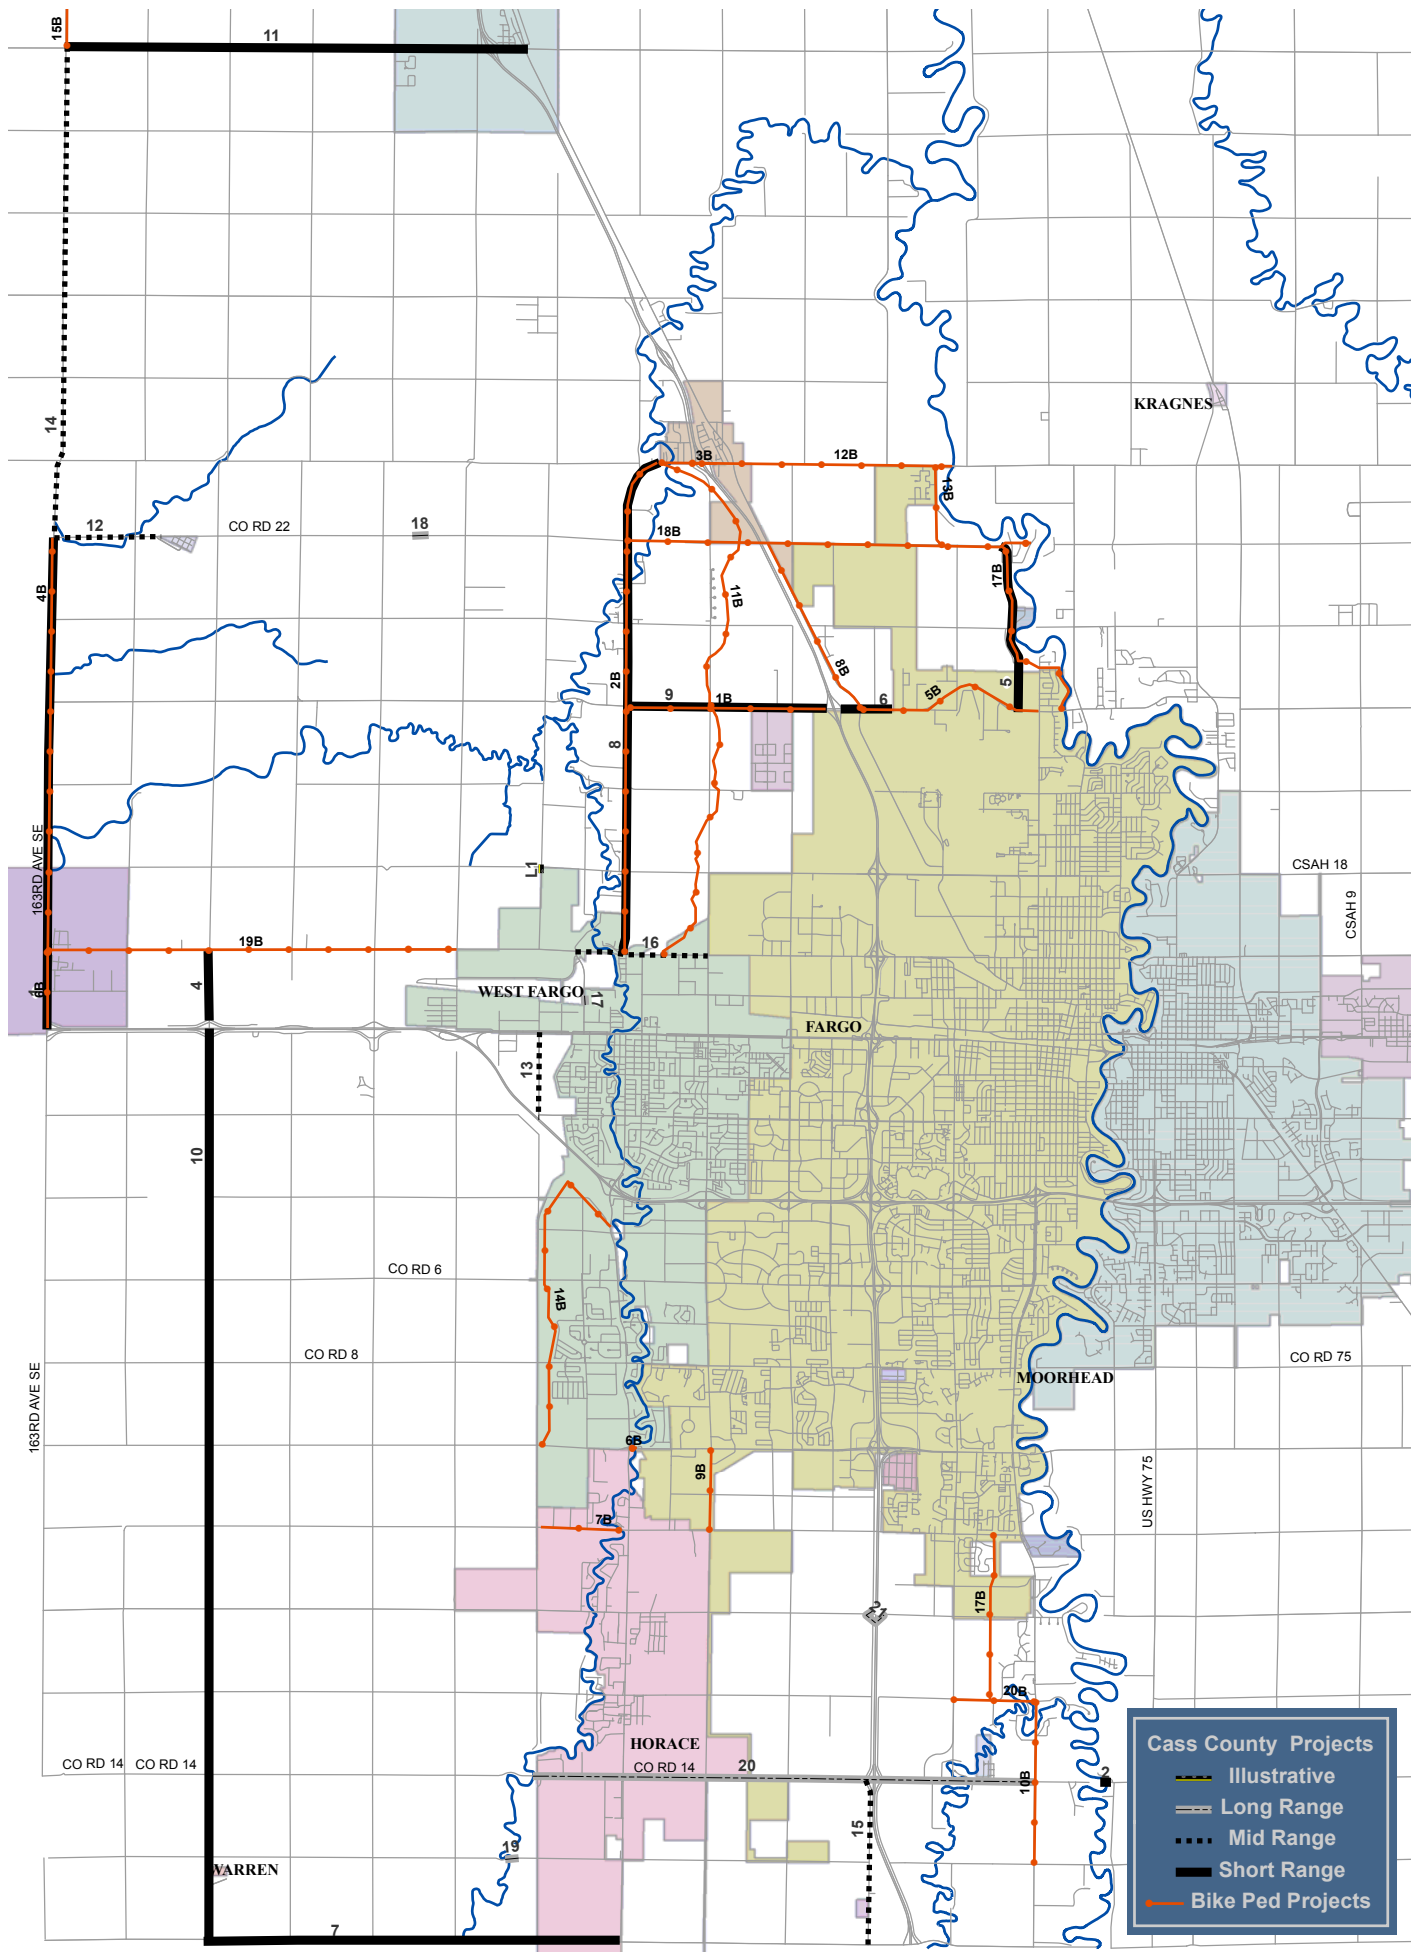 15B
11
14
KRAGNES
3B
12B
13B
12
CO RD 22
18
18B
17B
4B
11B
8B
2B
9
1B
6
5B
5
8
163RD AVE SE
L1
CSAH 18
CSAH 9
19B
16
4
WEST FARGO
17
6B
FARGO
13
10
CO RD 6
14B
CO RD 8
CO RD 75
MOORHEAD
163RD AVE SE
6B
9B
US HWY 75
7B
17B
21
20B
HORACE
CO RD 14
CO RD 14
CO RD 14
20
10B
2
15
19
WARREN
7
Cass County Projects
Illustrative
Long Range
Mid Range
Short Range
Bike Ped Projects